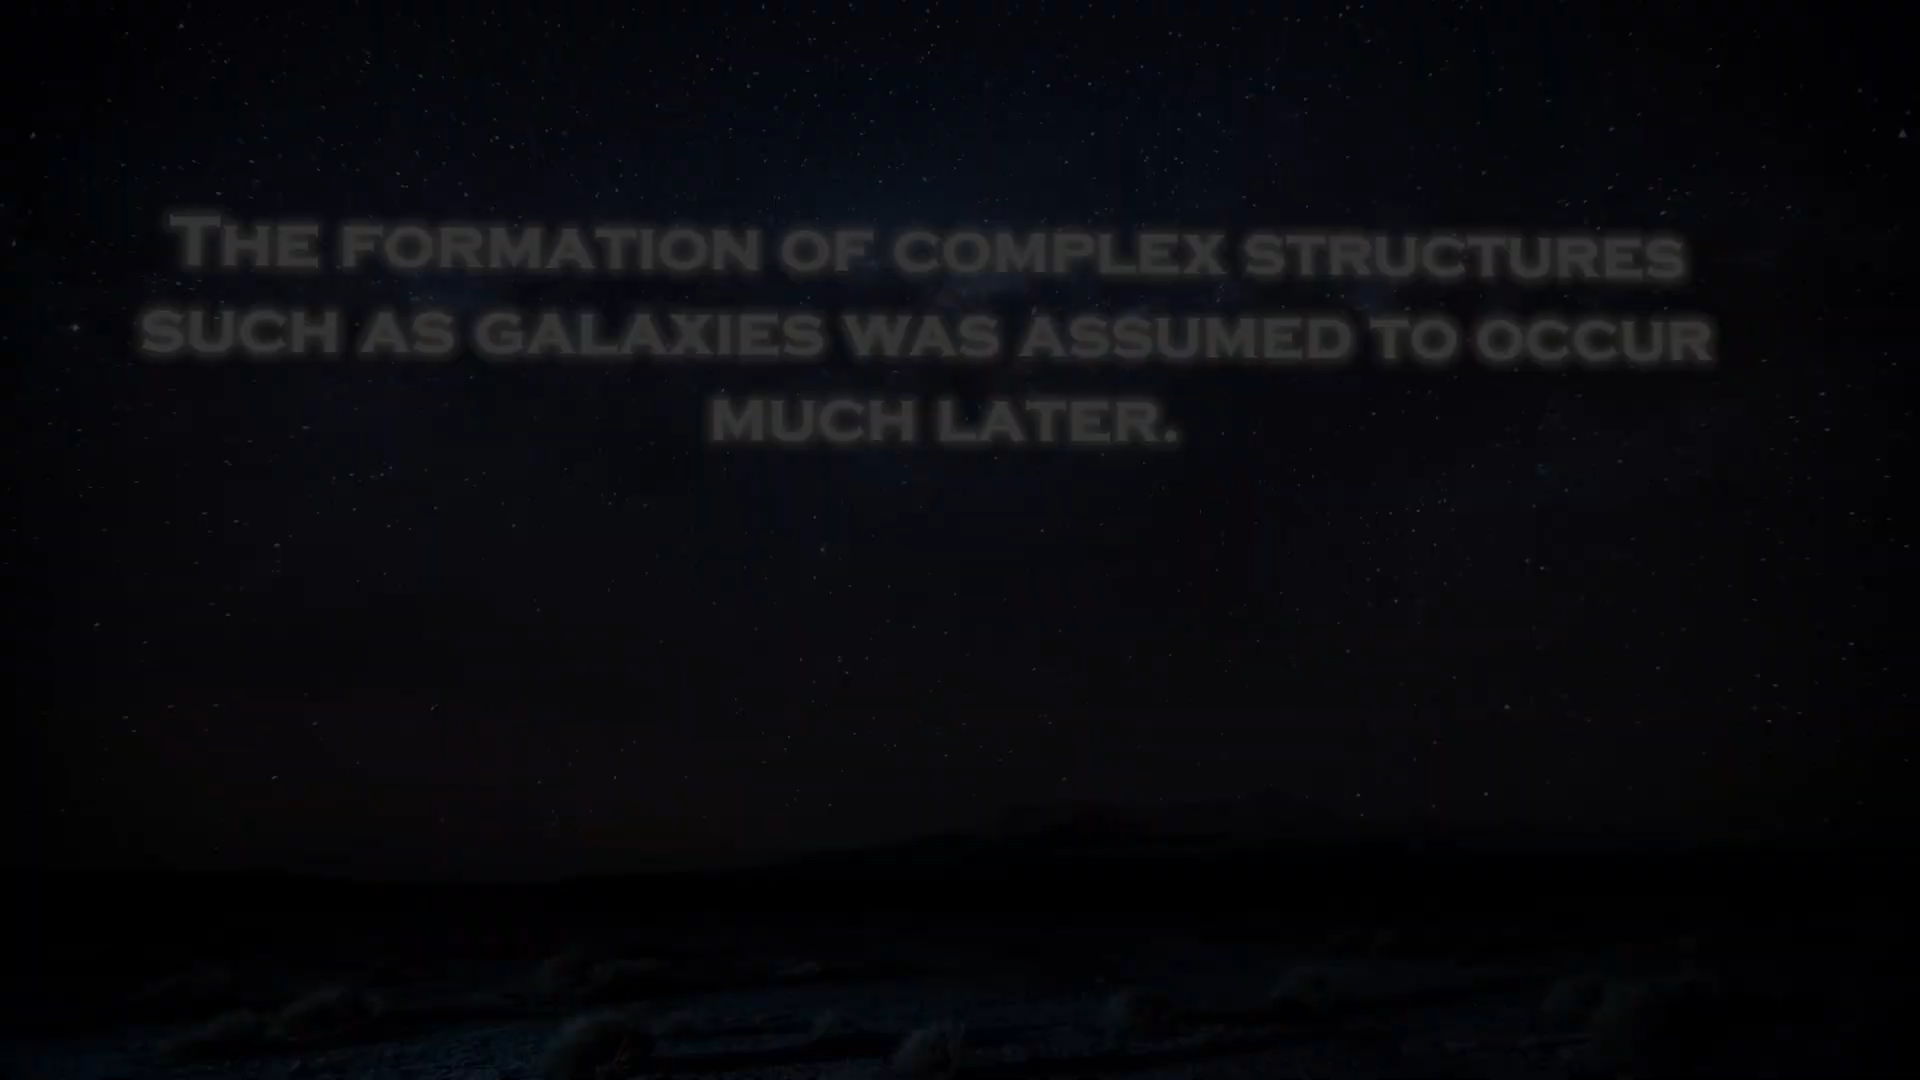 The formation of complex structures
such as galaxies was assumed to occur
much later.